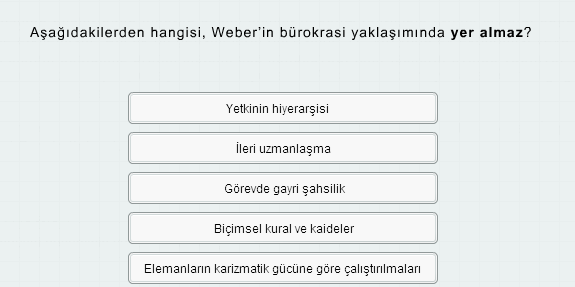 Aşağıdakilerden hangisi, Weber'in bürokrasi yaklaşımında yer almaz?
Yetkinin hiyerarşisi
İleri uzmanlaşma
Görevde gayri şahsilik
Biçimsel kural ve kaideler
Elemanların karizmatik gücüne göre çalıştırılmaları